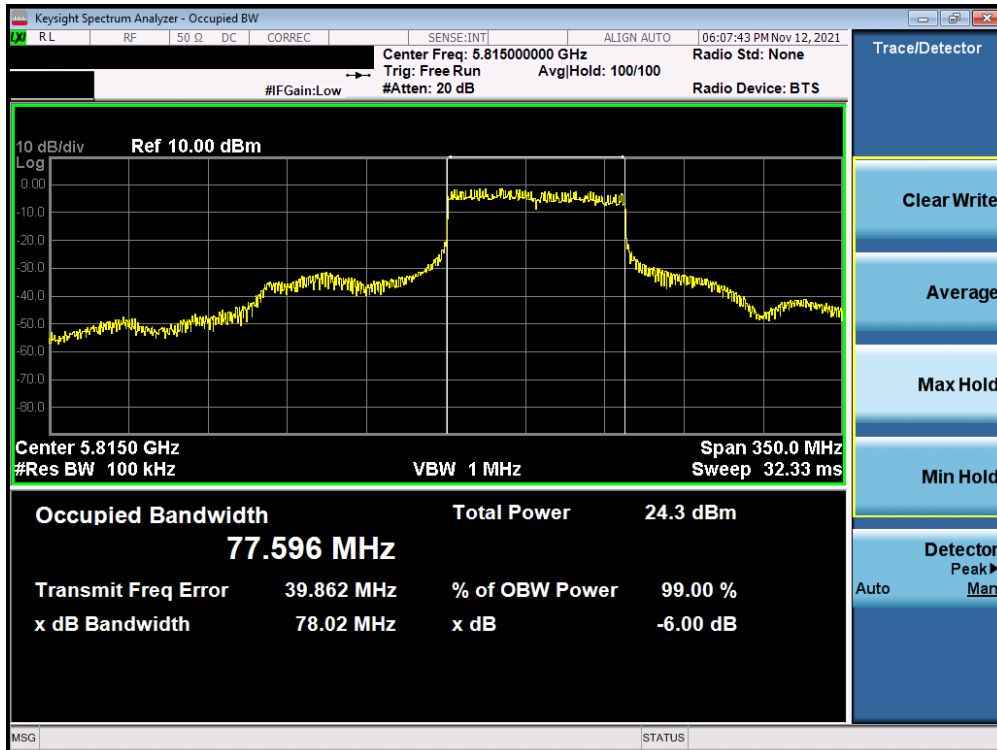 Keysight Spectrum Analyzer - Occupied BW
LXI RL RF 50 Ω DC CORREC SENSE:INT ALIGN AUTO 06:07:43 PM Nov 12, 2021
Center Freq: 5.815000000 GHz Radio Std: None
Trig: Free Run Avg|Hold: 100/100
#IFGain:Low #Atten: 20 dB Radio Device: BTS
Trace/Detector
10 dB/div Ref 10.00 dBm
Log
0.00
-10.0
-20.0
-30.0
-40.0
-50.0
-60.0
-70.0
-80.0
Center 5.8150 GHz Span 350.0 MHz
#Res BW 100 kHz VBW 1 MHz Sweep 32.33 ms
Occupied Bandwidth Total Power 24.3 dBm
77.596 MHz
Transmit Freq Error 39.862 MHz % of OBW Power 99.00 %
x dB Bandwidth 78.02 MHz x dB -6.00 dB
Clear Write
Average
Max Hold
Min Hold
Detector
Peak▶
Auto Man
MSG STATUS